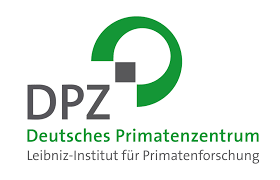 DPZ
Deutsches Primatenzentrum
Leibniz-Institut für Primatenforschung